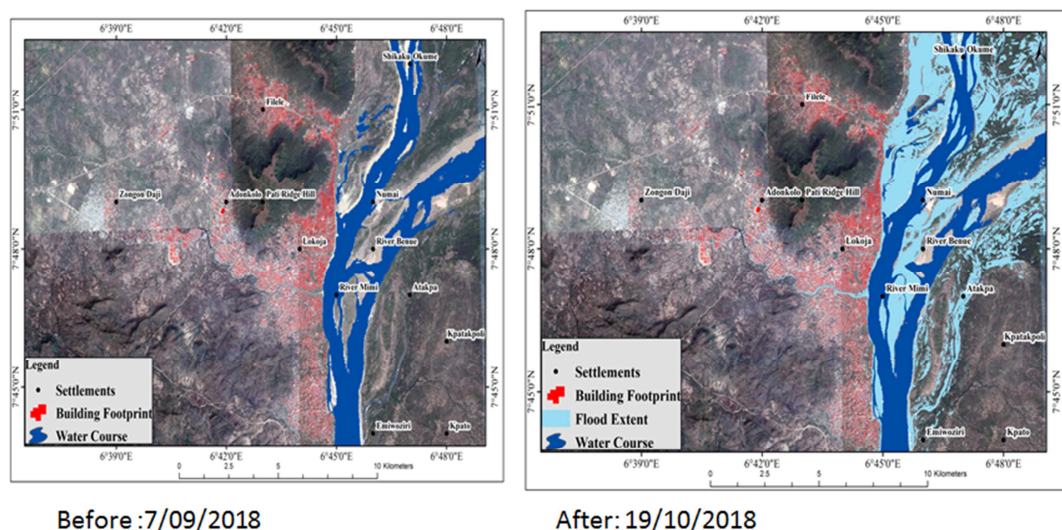 6°39'0"E 6°42'0"E 6°45'0"E 6°48'0"E
7°51'0"N
7°48'0"N
7°45'0"N
Shikaku Okume
Filele
Zongon Daji
Adonkolo
Pati Ridge Hill
Numai
Lokoja
River Benue
River Mimi
Atakpa
Kpatakpoli
Emiwoziri
Kpato
Legend
Settlements
Building Footprint
Water Course
6°39'0"E 6°42'0"E 6°45'0"E 6°48'0"E
0 2.5 5 10 Kilometers
Before :7/09/2018
6°39'0"E 6°42'0"E 6°45'0"E 6°48'0"E
7°51'0"N
7°48'0"N
7°45'0"N
Shikaku Okume
Filele
Zongon Daji
Adonkolo
Pati Ridge Hill
Numai
Lokoja
River Benue
River Mimi
Atakpa
Kpatakpoli
Emiwoziri
Kpato
Legend
Settlements
Building Footprint
Flood Extent
Water Course
6°39'0"E 6°42'0"E 6°45'0"E 6°48'0"E
0 2.5 5 10 Kilometers
After: 19/10/2018